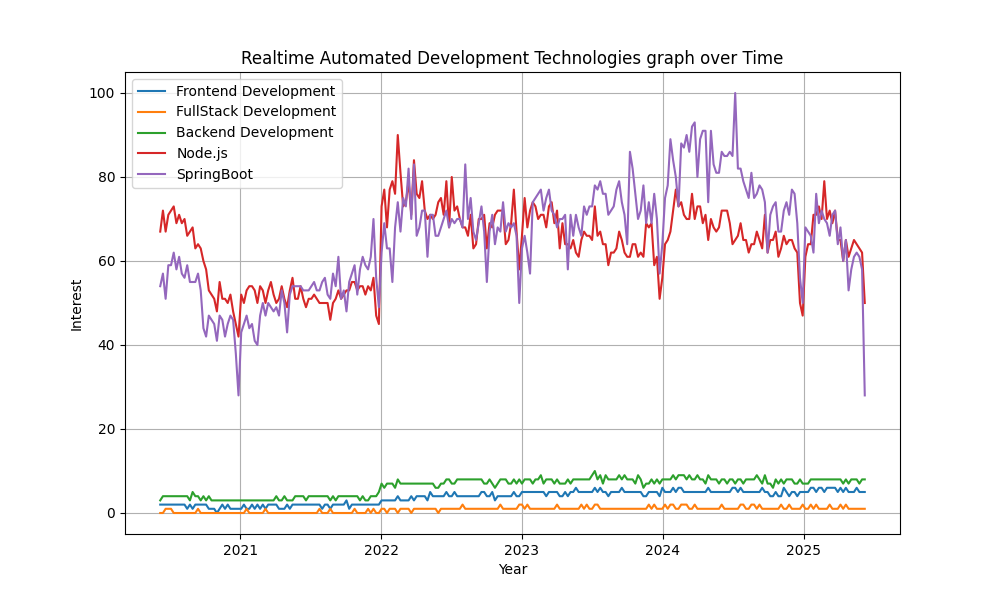 Realtime Automated Development Technologies graph over Time
Frontend Development
FullStack Development
Backend Development
Node.js
SpringBoot
100
80
60
40
20
0
Interest
2021
2022
2023
2024
2025
Year